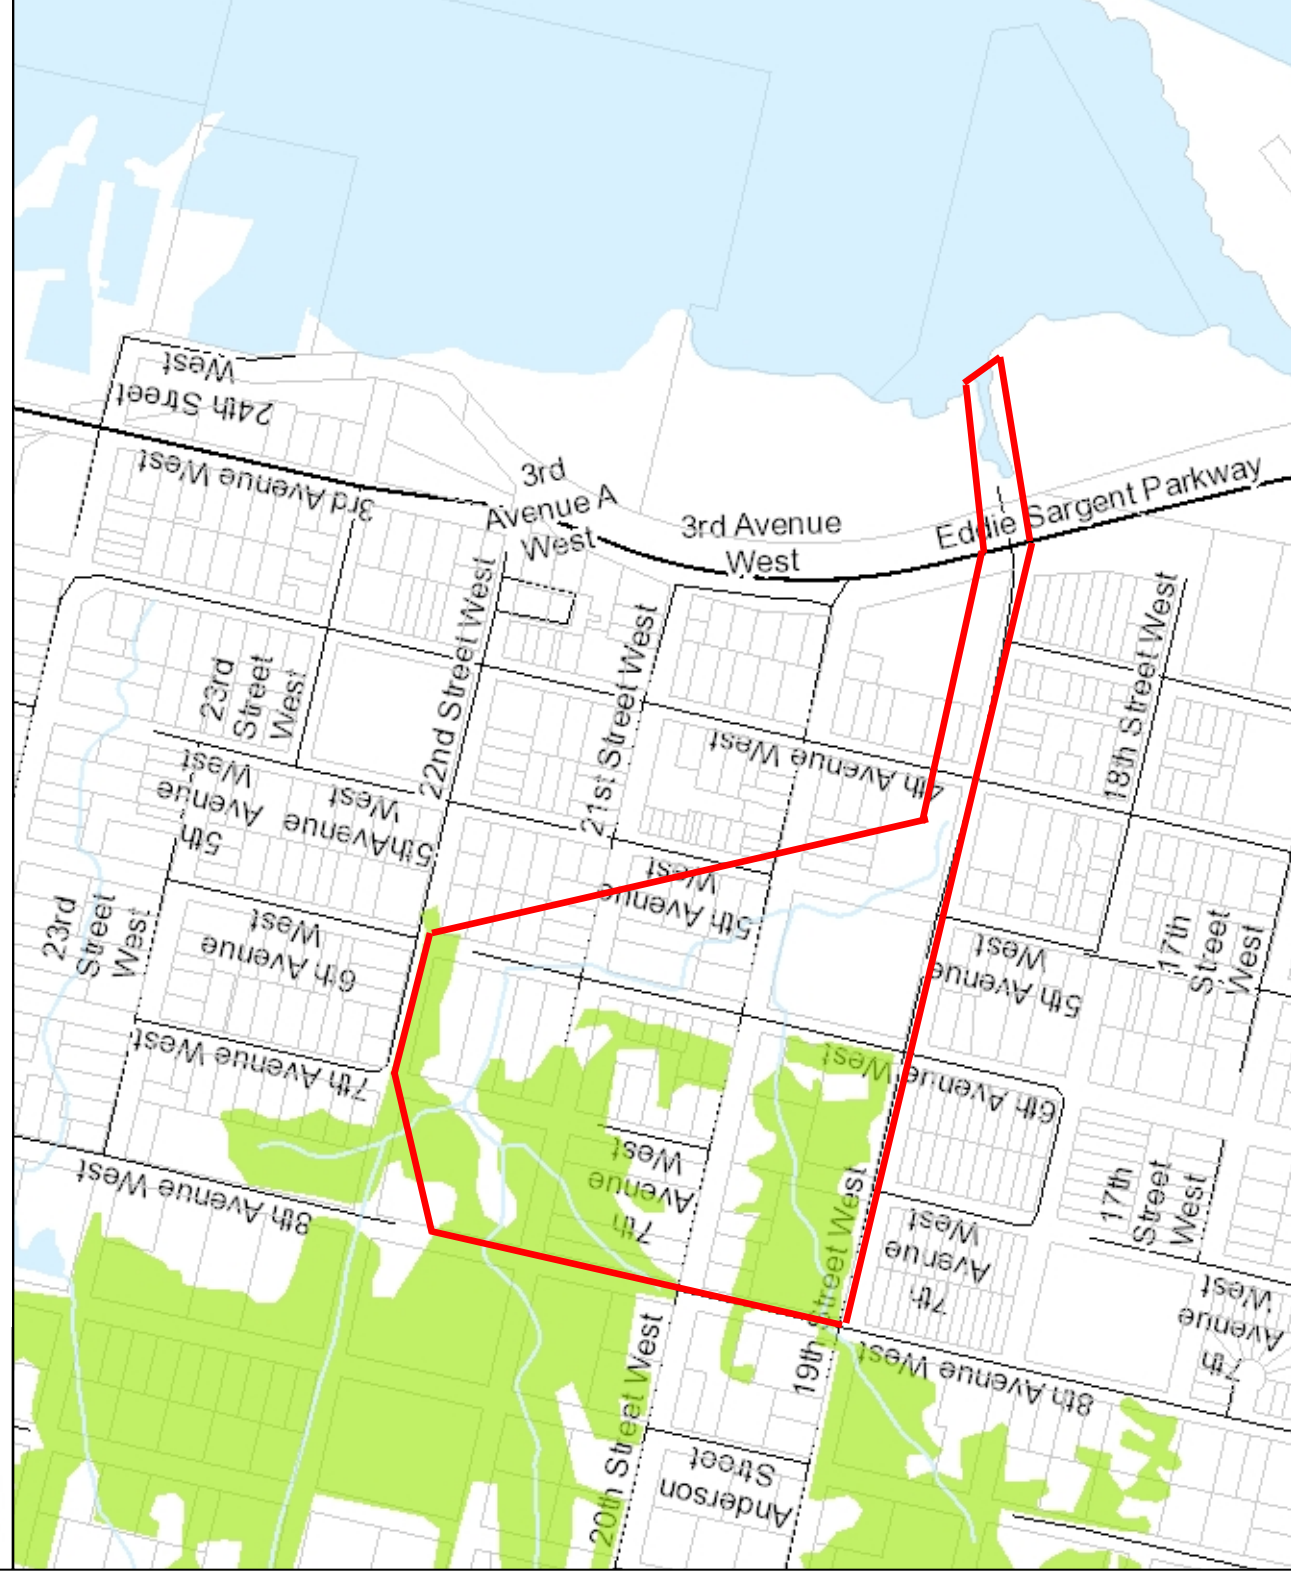 24th Street
West
3rd Avenue West
3rd
Avenue A
West
3rd Avenue
West
Eddie Sargent Parkway
22nd Street West
21st Street West
18th Street West
23rd
Street
West
4th Avenue West
5th
Avenue
West
5thAvenue
West
5th Avenue
West
6th Avenue
West
23rd
Street
West
5th Avenue
West
17th
Street
West
7th Avenue West
6th Avenue West
8th Avenue West
7th
Avenue
West
19th Street West
7th
Avenue
West
17th
Street
West
7th
Avenue
West
20th Street West
8th Avenue West
Anderson
Street